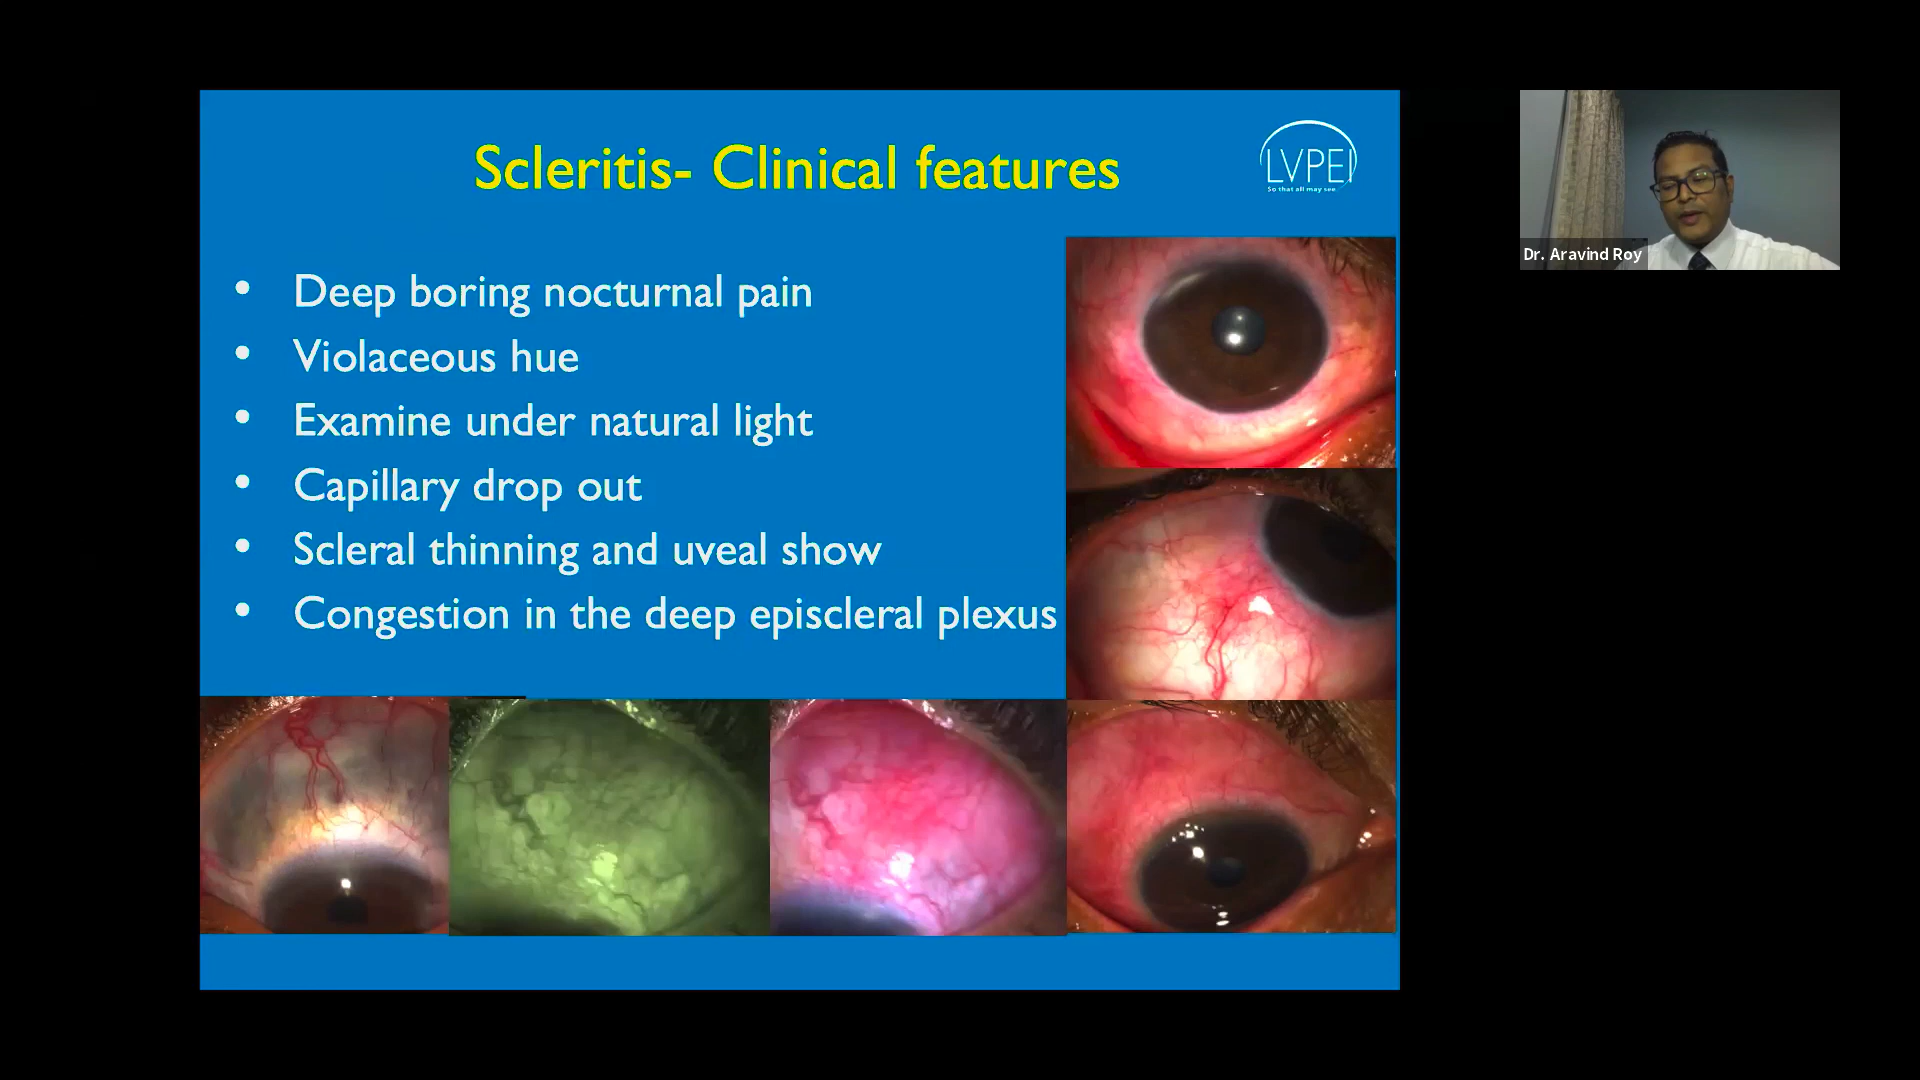 Scleritis- Clinical features
LVPEI
So that all may see
• Deep boring nocturnal pain
• Violaceous hue
• Examine under natural light
• Capillary drop out
• Scleral thinning and uveal show
• Congestion in the deep episcleral plexus
Dr. Aravind Roy